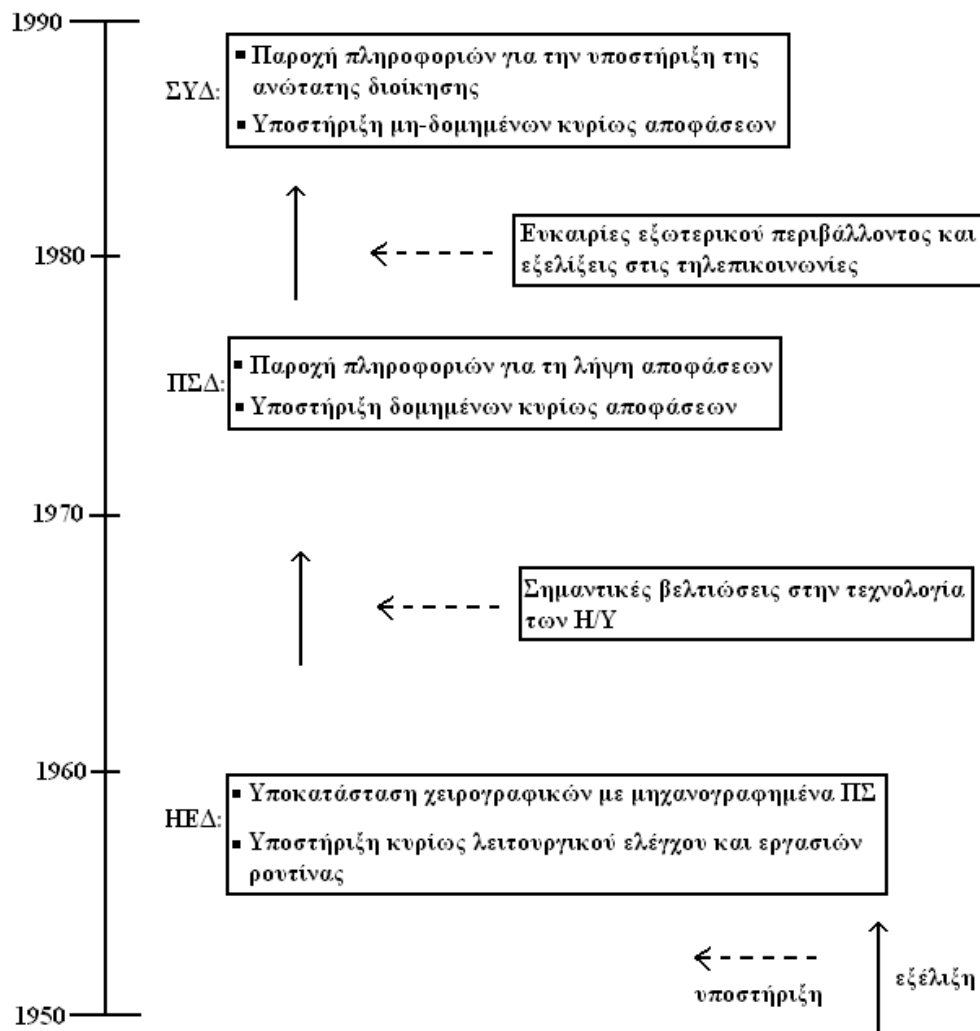 1990
ΣΥΔ:
▪ Παροχή πληροφοριών για την υποστήριξη της
ανώτατης διοίκησης
▪ Υποστήριξη μη-δομημένων κυρίως αποφάσεων
1980
Ευκαιρίες εξωτερικού περιβάλλοντος και
εξελίξεις στις τηλεπικοινωνίες
ΠΣΔ:
▪ Παροχή πληροφοριών για τη λήψη αποφάσεων
▪ Υποστήριξη δομημένων κυρίως αποφάσεων
1970
Σημαντικές βελτιώσεις στην τεχνολογία
των Η/Υ
1960
ΗΕΔ:
▪ Υποκατάσταση χειρογραφικών με μηχανογραφημένα ΠΣ
▪ Υποστήριξη κυρίως λειτουργικού ελέγχου και εργασιών
ρουτίνας
υποστήριξη
εξέλιξη
1950